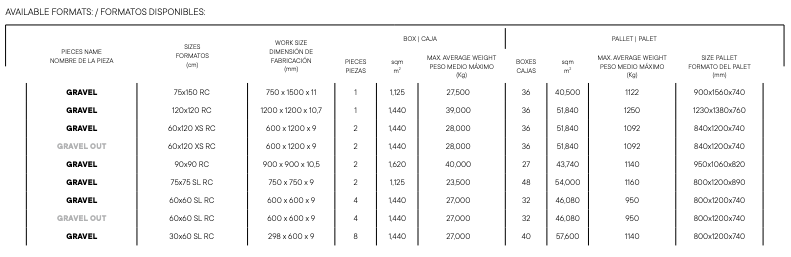 AVAILABLE FORMATS: / FORMATOS DISPONIBLES:
BOX | CAJA PALLET | PALET
PIECES NAME
NOMBRE DE LA PIEZA
SIZES
FORMATOS
(cm)
WORK SIZE
DIMENSIÓN DE
FABRICACIÓN
(mm)
PIECES
PIEZAS
sqm
m²
MAX. AVERAGE WEIGHT
PESO MEDIO MÁXIMO
(Kg)
BOXES
CAJAS
sqm
m²
MAX. AVERAGE WEIGHT
PESO MEDIO MÁXIMO
(Kg)
SIZE PALLET
FORMATO DEL PALET
(mm)
GRAVEL 75x150 RC 750 x 1500 x 11 1 1,125 27,500 36 40,500 1122 900x1560x740
GRAVEL 120x120 RC 1200 x 1200 x 10,7 1 1,440 39,000 36 51,840 1250 1230x1380x760
GRAVEL 60x120 XS RC 600 x 1200 x 9 2 1,440 28,000 36 51,840 1092 840x1200x740
GRAVEL OUT 60x120 XS RC 600 x 1200 x 9 2 1,440 28,000 36 51,840 1092 840x1200x740
GRAVEL 90x90 RC 900 x 900 x 10,5 2 1,620 40,000 27 43,740 1140 950x1060x820
GRAVEL 75x75 SL RC 750 x 750 x 9 2 1,125 23,500 48 54,000 1160 800x1200x890
GRAVEL 60x60 SL RC 600 x 600 x 9 4 1,440 27,000 32 46,080 950 800x1200x740
GRAVEL OUT 60x60 SL RC 600 x 600 x 9 4 1,440 27,000 32 46,080 950 800x1200x740
GRAVEL 30x60 SL RC 298 x 600 x 9 8 1,440 27,000 40 57,600 1140 800x1200x740